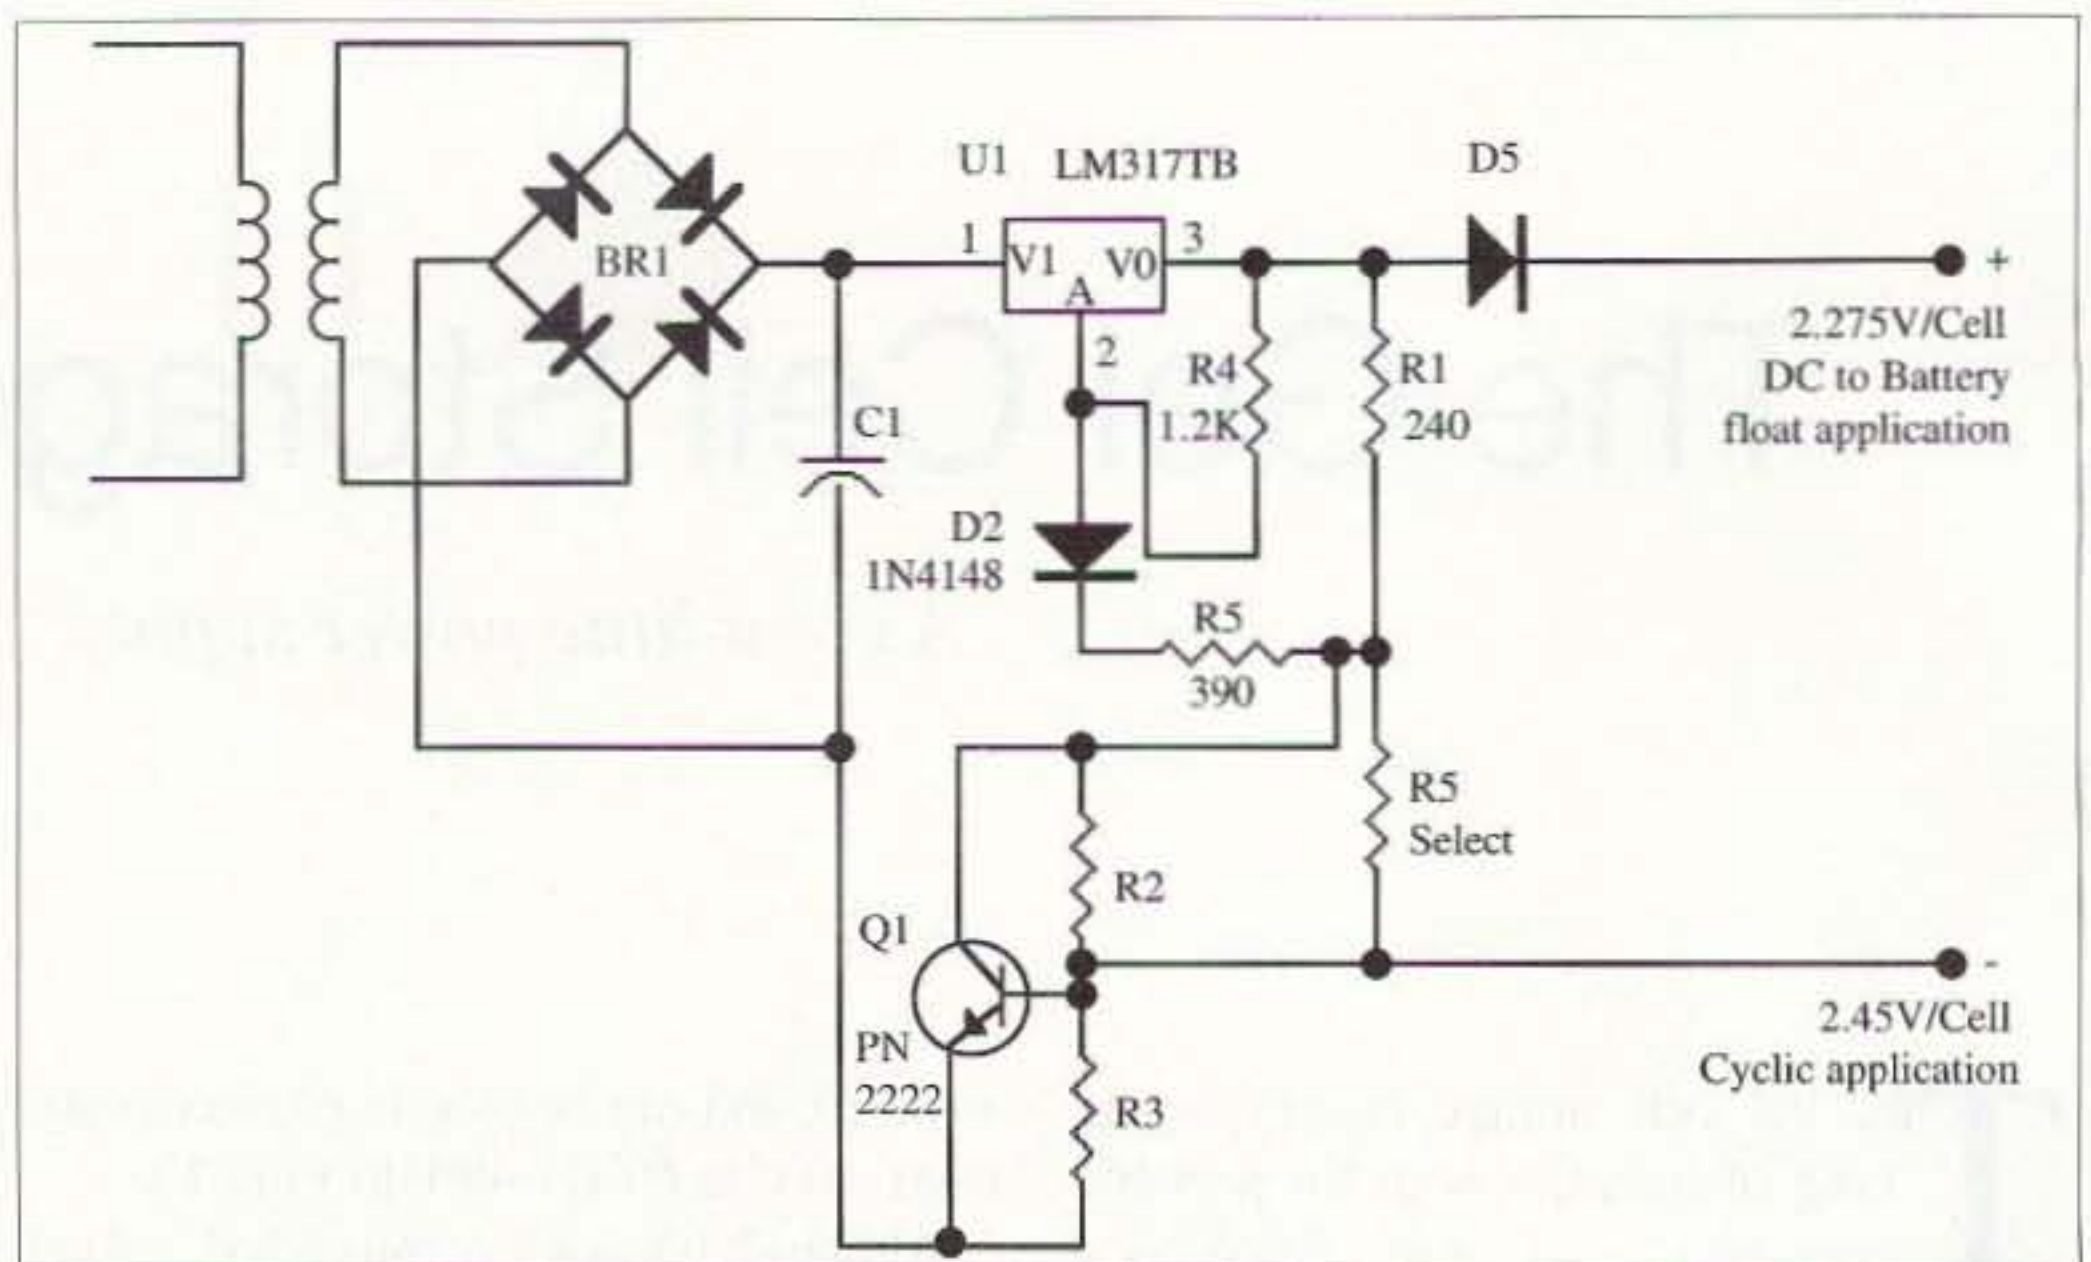 U1 LM317TB
D5
1 V1 V0 3
A
2
BR1
+
2.275V/Cell
DC to Battery
float application
R4
1.2K
R1
240
C1
D2
1N4148
R5
390
R5
Select
R2
Q1
PN
2222
-
2.45V/Cell
Cyclic application
R3